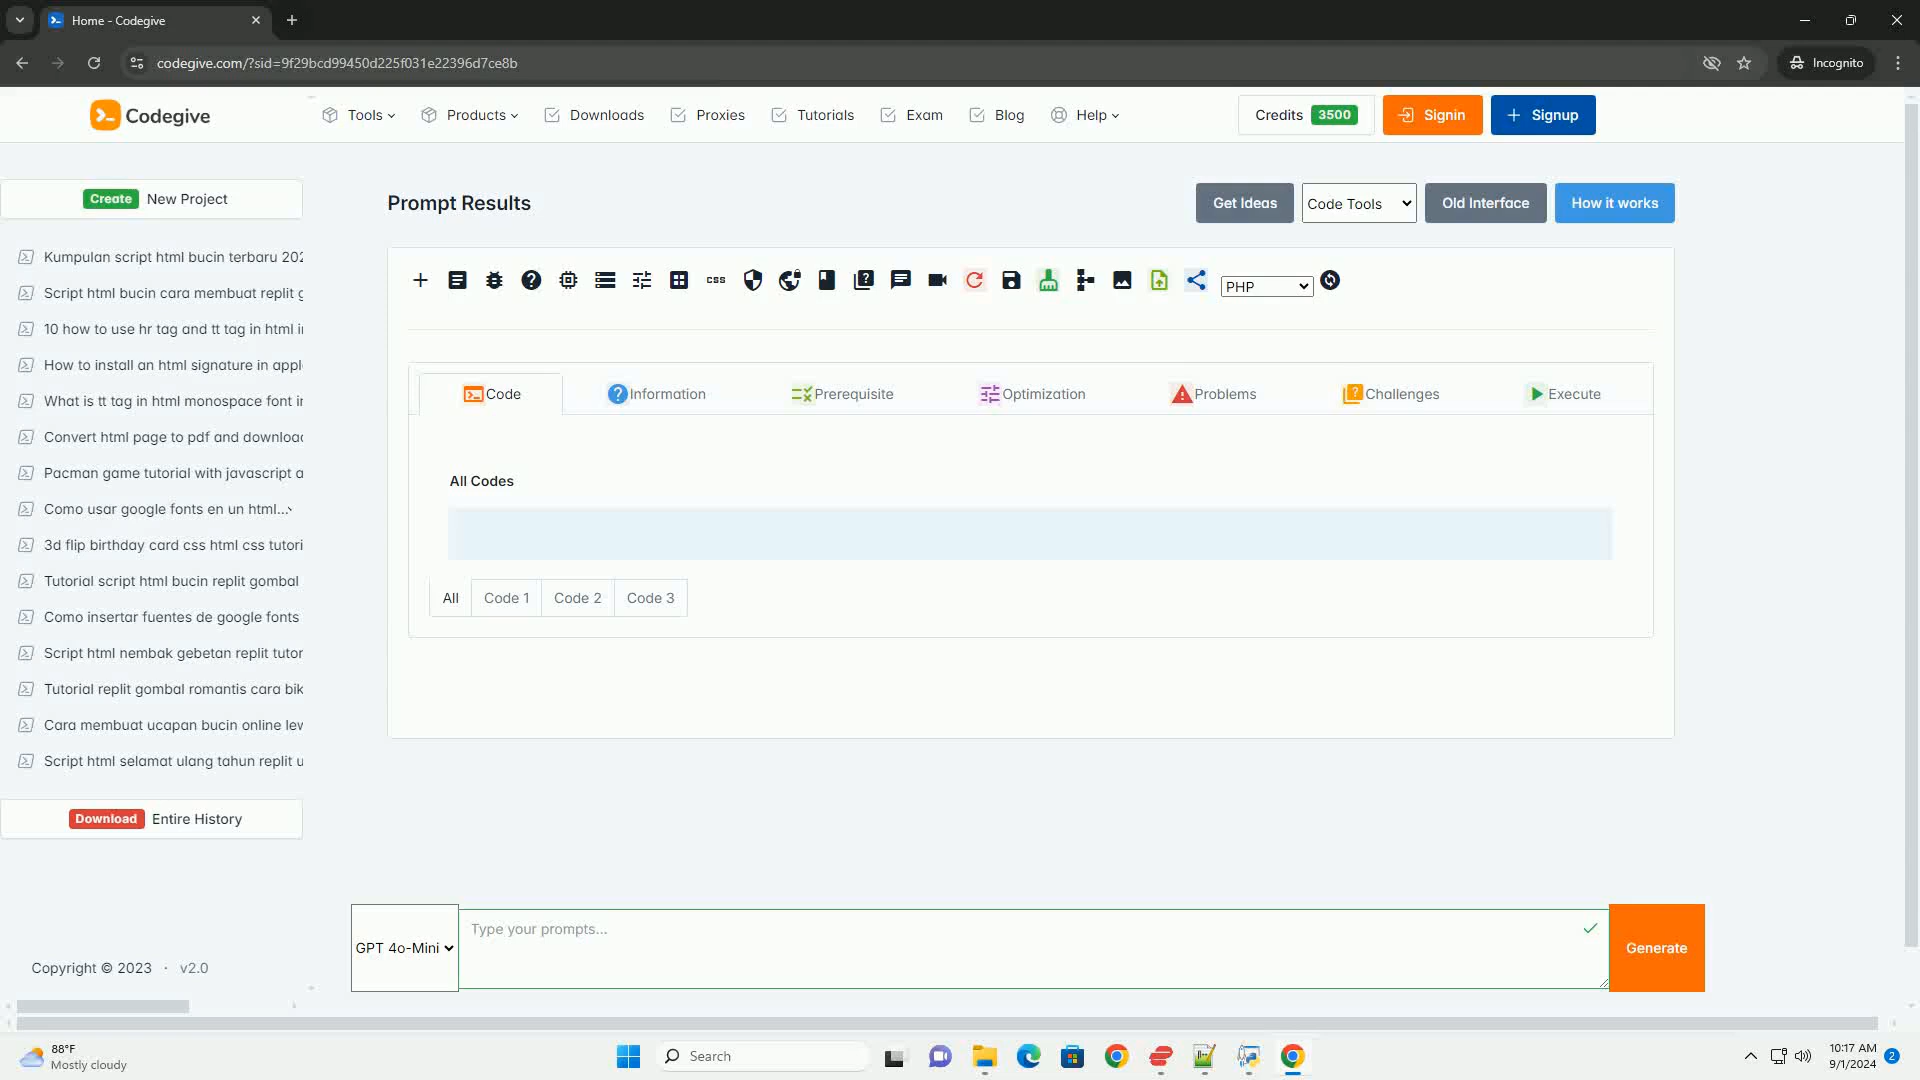 Home - Codegive
codegive.com/?sid=9f29bcd99450d225f031e22396d7ce8b
Incognito
Codegive
Tools
Products
Downloads
Proxies
Tutorials
Exam
Blog
Help
Credits 3500
Signin
Signup
Create New Project
Kumpulan script html bucin terbaru 202
Script html bucin cara membuat replit g
10 how to use hr tag and tt tag in html i
How to install an html signature in appl
What is tt tag in html monospace font i
Convert html page to pdf and downloa
Pacman game tutorial with javascript a
Como usar google fonts en un html...
3d flip birthday card css html css tutori
Tutorial script html bucin replit gombal
Como insertar fuentes de google fonts
Script html nembak gebetan replit tutor
Tutorial replit gombal romantis cara bik
Cara membuat ucapan bucin online lev
Script html selamat ulang tahun replit u
Download Entire History
Copyright © 2023 · v2.0
Prompt Results
Get Ideas
Code Tools
Old Interface
How it works
css
PHP
Code
Information
Prerequisite
Optimization
Problems
Challenges
Execute
All Codes
All
Code 1
Code 2
Code 3
GPT 4o-Mini
Type your prompts...
Generate
88°F
Mostly cloudy
Search
10:17 AM
9/1/2024
2